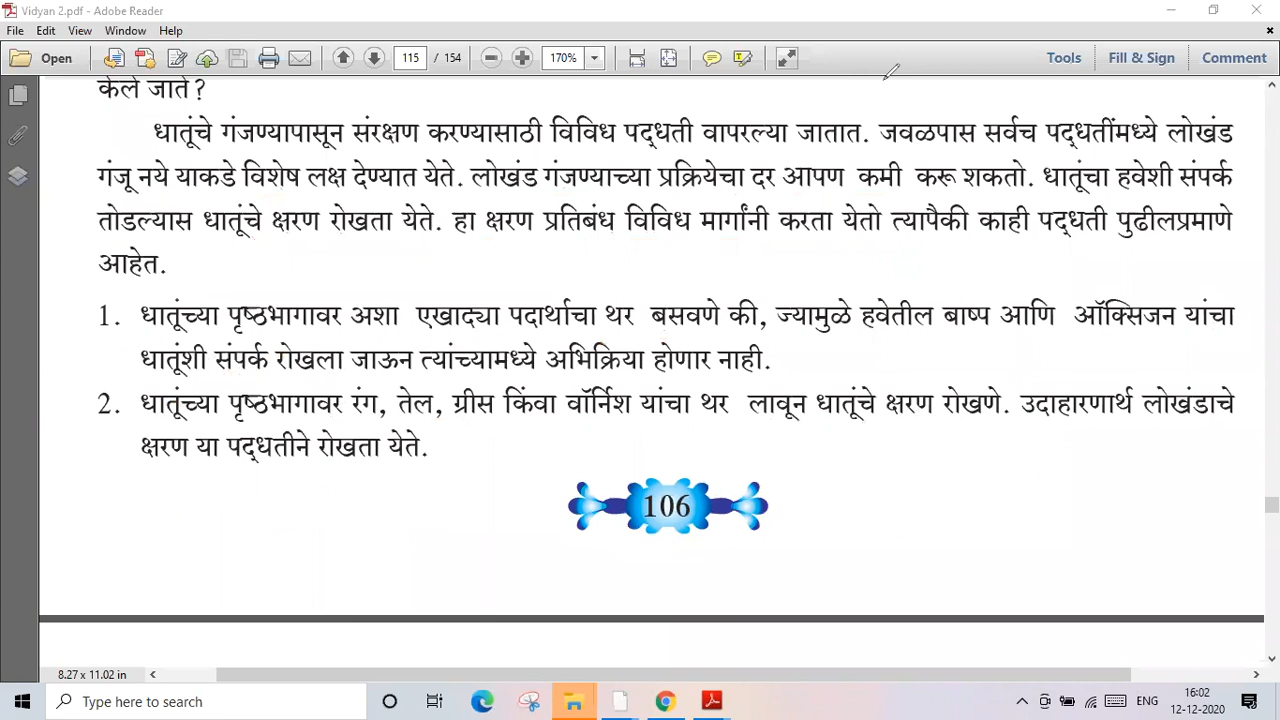 Vidyan 2.pdf - Adobe Reader
File Edit View Window Help
Open 115 / 154 170% Tools Fill & Sign Comment
केले जाते?
धातूंचे गंजण्यापासून संरक्षण करण्यासाठी विविध पद्धती वापरल्या जातात. जवळपास सर्वच पद्धतींमध्ये लोखंड
गंजू नये याकडे विशेष लक्ष देण्यात येते. लोखंड गंजण्याच्या प्रक्रियेचा दर आपण कमी करू शकतो. धातूंचा हवेशी संपर्क
तोडल्यास धातूंचे क्षरण रोखता येते. हा क्षरण प्रतिबंध विविध मार्गांनी करता येतो त्यापैकी काही पद्धती पुढीलप्रमाणे
आहेत.
1. धातूंच्या पृष्ठभागावर अशा एखाद्या पदार्थाचा थर बसवणे की, ज्यामुळे हवेतील बाष्प आणि ऑक्सिजन यांचा
धातूंशी संपर्क रोखला जाऊन त्यांच्यामध्ये अभिक्रिया होणार नाही.
2. धातूंच्या पृष्ठभागावर रंग, तेल, ग्रीस किंवा वॉर्निश यांचा थर लावून धातूंचे क्षरण रोखणे. उदाहारणार्थ लोखंडाचे
क्षरण या पद्धतीने रोखता येते.
106
8.27 x 11.02 in
Type here to search ENG 16:02
12-12-2020